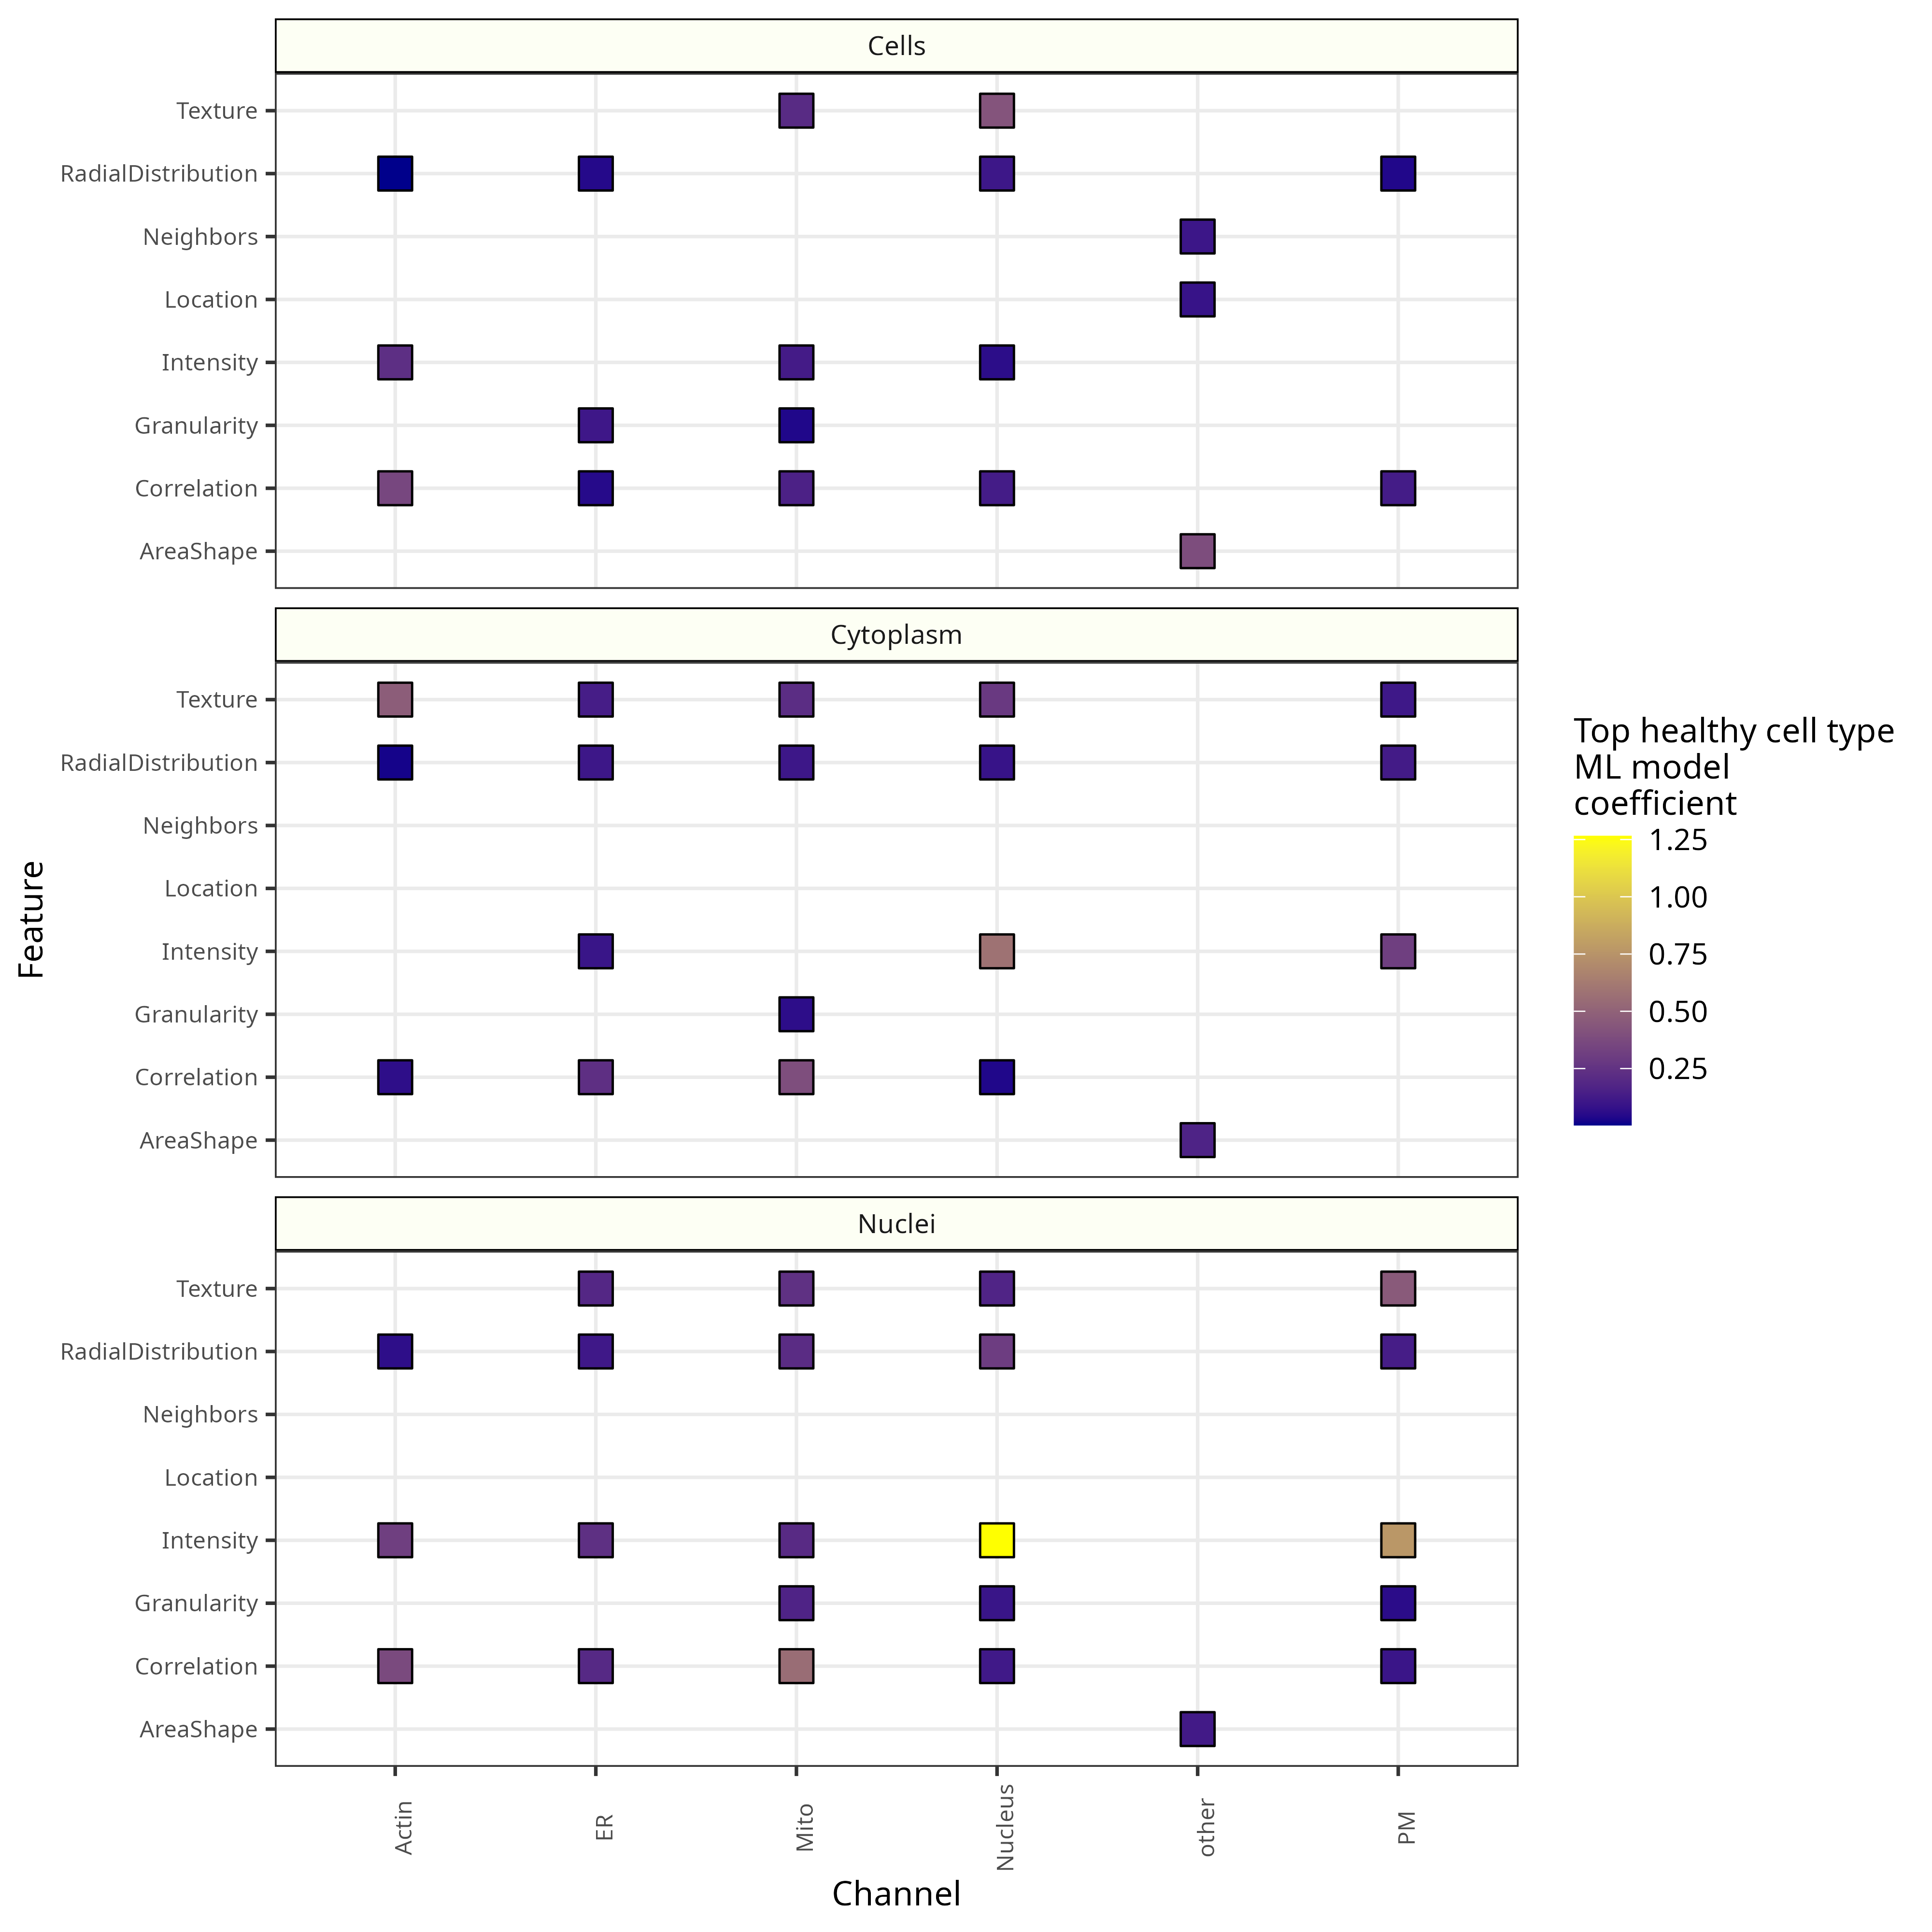 Cells
Texture
RadialDistribution
Neighbors
Location
Intensity
Granularity
Correlation
AreaShape
Cytoplasm
Texture
RadialDistribution
Neighbors
Location
Intensity
Granularity
Correlation
AreaShape
Nuclei
Texture
RadialDistribution
Neighbors
Location
Intensity
Granularity
Correlation
AreaShape
Feature
Actin
ER
Mito
Nucleus
other
PM
Channel
Top healthy cell type
ML model
coefficient
1.25
1.00
0.75
0.50
0.25